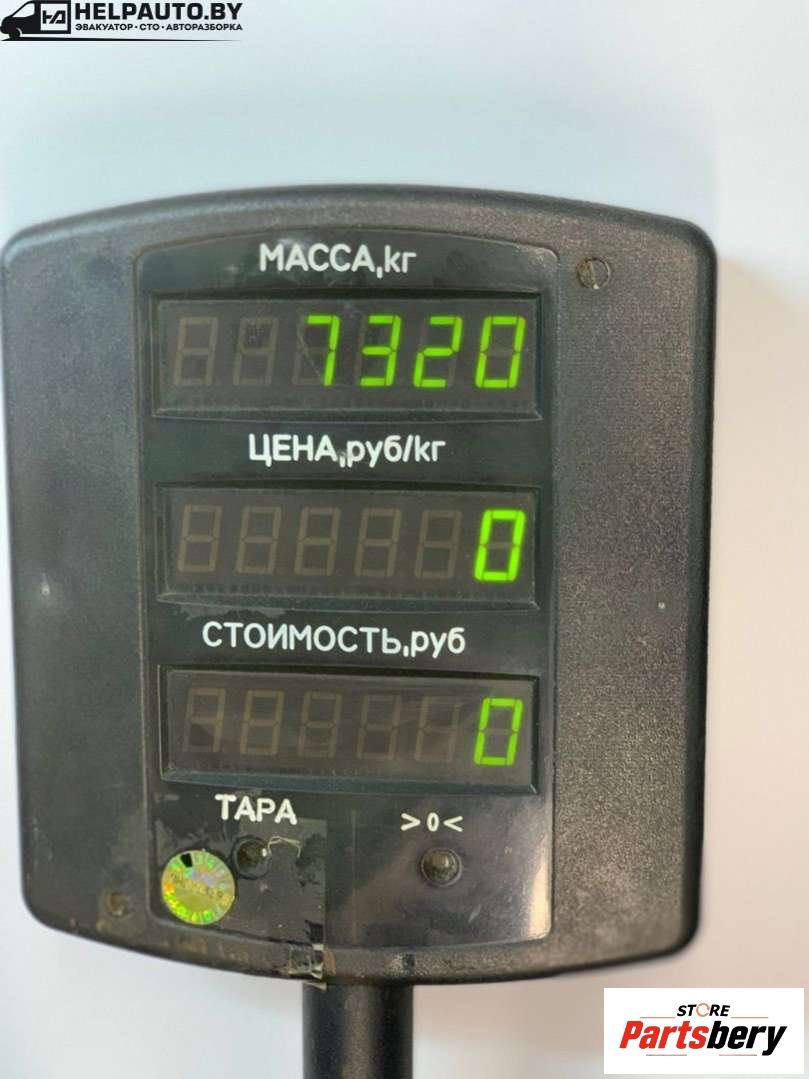 HELPAUTO.BY
ЭВАКУАТОР · СТО · АВТОРАЗБОРКА
МАССА,кг
7320
ЦЕНА,руб/кг
0
СТОИМОСТЬ,руб
0
ТАРА >0<
STORE
Partsbery